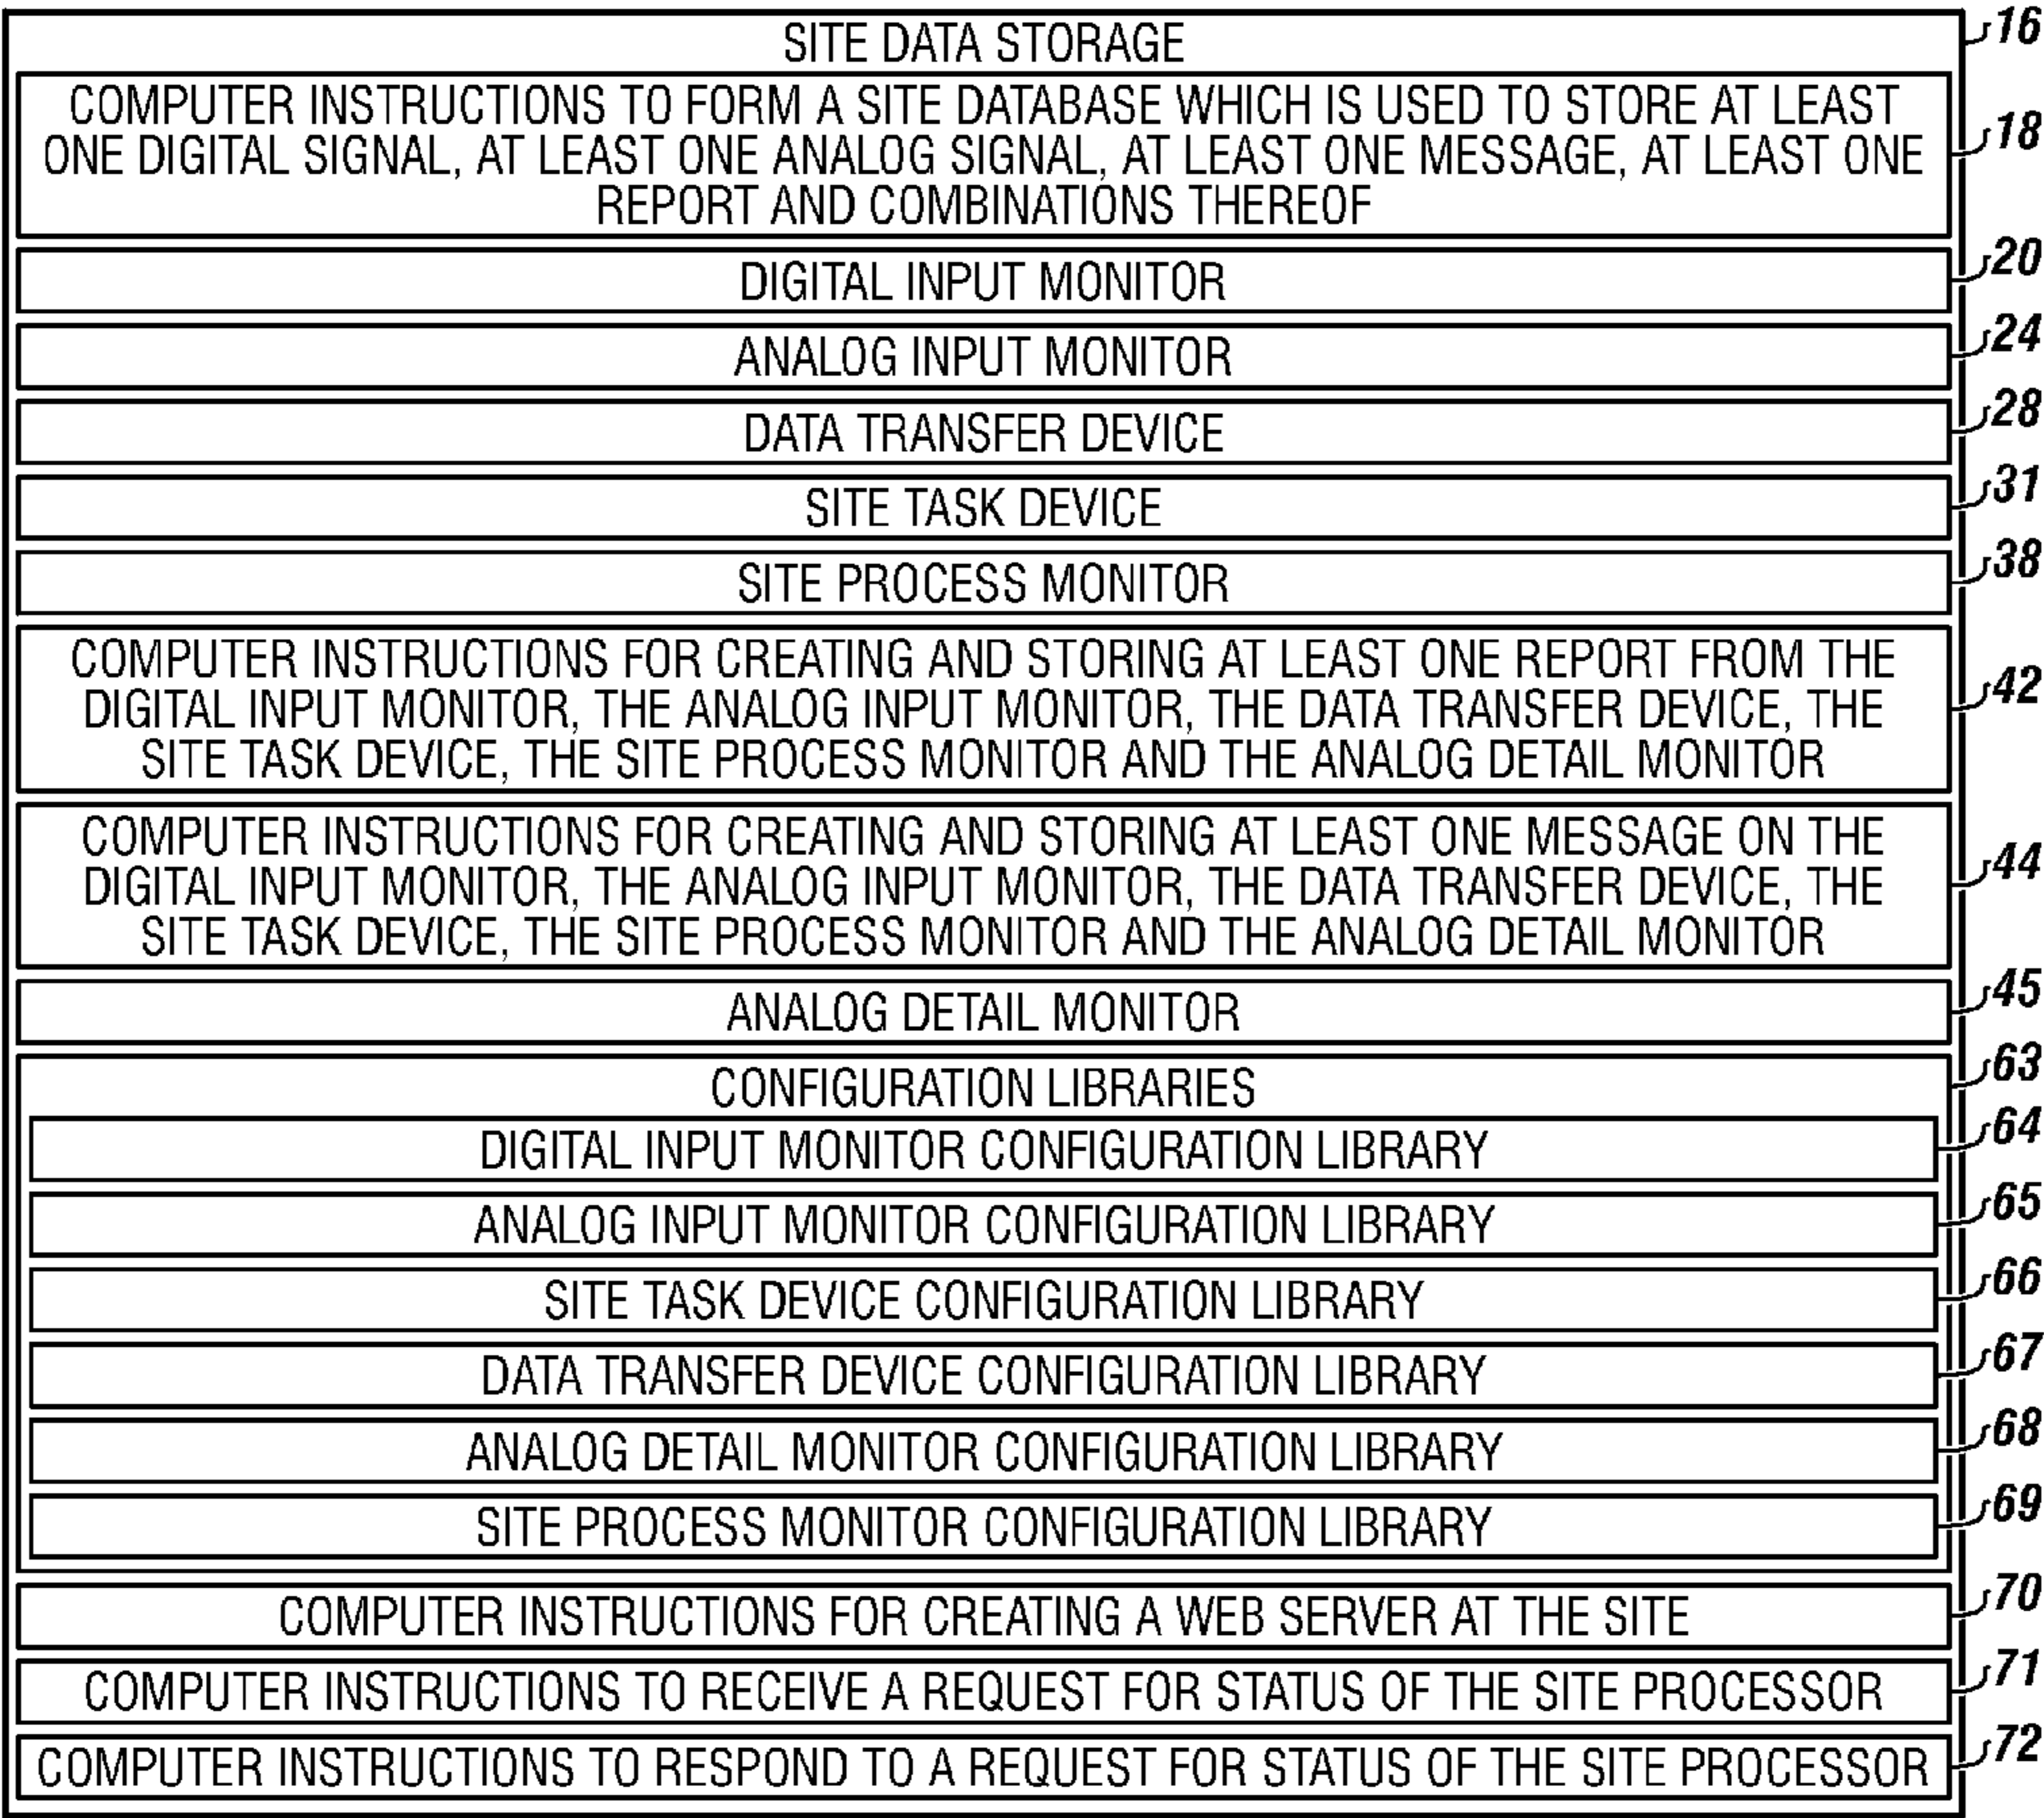 SITE DATA STORAGE 16
COMPUTER INSTRUCTIONS TO FORM A SITE DATABASE WHICH IS USED TO STORE AT LEAST
ONE DIGITAL SIGNAL, AT LEAST ONE ANALOG SIGNAL, AT LEAST ONE MESSAGE, AT LEAST ONE 18
REPORT AND COMBINATIONS THEREOF
DIGITAL INPUT MONITOR 20
ANALOG INPUT MONITOR 24
DATA TRANSFER DEVICE 28
SITE TASK DEVICE 31
SITE PROCESS MONITOR 38
COMPUTER INSTRUCTIONS FOR CREATING AND STORING AT LEAST ONE REPORT FROM THE
DIGITAL INPUT MONITOR, THE ANALOG INPUT MONITOR, THE DATA TRANSFER DEVICE, THE 42
SITE TASK DEVICE, THE SITE PROCESS MONITOR AND THE ANALOG DETAIL MONITOR
COMPUTER INSTRUCTIONS FOR CREATING AND STORING AT LEAST ONE MESSAGE ON THE
DIGITAL INPUT MONITOR, THE ANALOG INPUT MONITOR, THE DATA TRANSFER DEVICE, THE 44
SITE TASK DEVICE, THE SITE PROCESS MONITOR AND THE ANALOG DETAIL MONITOR
ANALOG DETAIL MONITOR 45
CONFIGURATION LIBRARIES 63
DIGITAL INPUT MONITOR CONFIGURATION LIBRARY 64
ANALOG INPUT MONITOR CONFIGURATION LIBRARY 65
SITE TASK DEVICE CONFIGURATION LIBRARY 66
DATA TRANSFER DEVICE CONFIGURATION LIBRARY 67
ANALOG DETAIL MONITOR CONFIGURATION LIBRARY 68
SITE PROCESS MONITOR CONFIGURATION LIBRARY 69
COMPUTER INSTRUCTIONS FOR CREATING A WEB SERVER AT THE SITE 70
COMPUTER INSTRUCTIONS TO RECEIVE A REQUEST FOR STATUS OF THE SITE PROCESSOR 71
COMPUTER INSTRUCTIONS TO RESPOND TO A REQUEST FOR STATUS OF THE SITE PROCESSOR 72